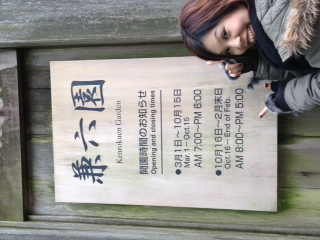 兼六園
Kenrokuen Garden
開園時間のお知らせ
Opening and closing times
●3月1日～10月15日
Mar. 1－Oct.15
AM 7:00～PM 6:00
●10月16日～2月末日
Oct.16－End of Feb.
AM 8:00～PM 5:00